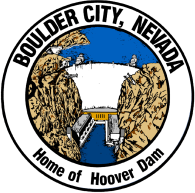 BOULDER CITY, NEVADA
Home of Hoover Dam